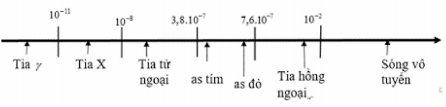 10⁻¹¹ 10⁻⁸ 3,8.10⁻⁷ 7,6.10⁻⁷ 10⁻²
Tia γ Tia X Tia tử ngoại as tím as đỏ Tia hồng ngoại Sóng vô tuyến